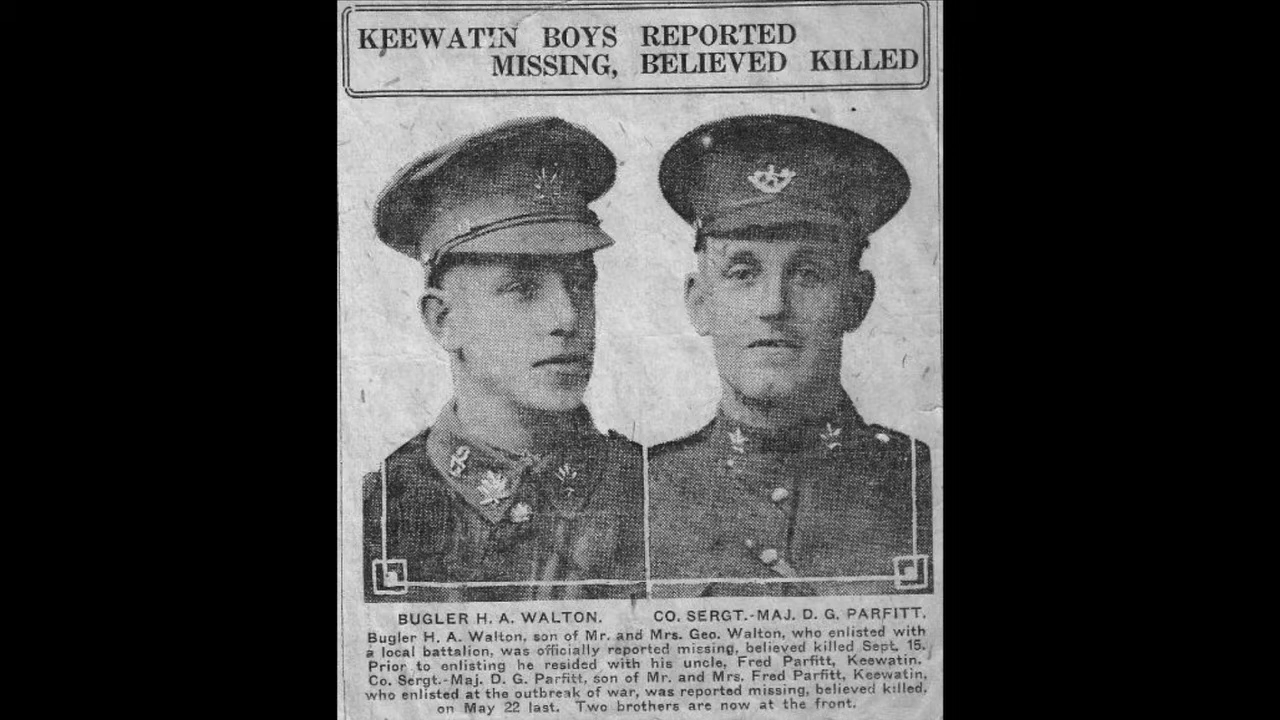 KEEWATIN BOYS REPORTED
MISSING, BELIEVED KILLED
BUGLER H. A. WALTON. CO. SERGT.-MAJ. D. G. PARFITT.
Bugler H. A. Walton, son of Mr. and Mrs. Geo. Walton, who enlisted with
a local battalion, was officially reported missing, believed killed Sept. 15.
Prior to enlisting he resided with his uncle, Fred Parfitt, Keewatin.
Co. Sergt.-Maj. D. G. Parfitt, son of Mr. and Mrs. Fred Parfitt, Keewatin,
who enlisted at the outbreak of war, was reported missing, believed killed,
on May 22 last. Two brothers are now at the front.